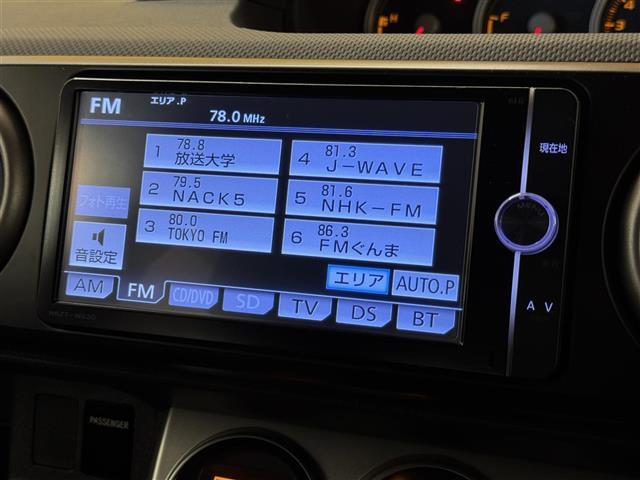 H
F
4
FM エリア.P
78.0 MHz
1 78.8 放送大学
4 81.3 J-WAVE
2 79.5 NACK5
5 81.6 NHK-FM
3 80.0 TOKYO FM
6 86.3 FMぐんま
フォト再生
音設定
エリア AUTO.P
AM FM CD/DVD SD TV DS BT
現在地
A V
PASSENGER